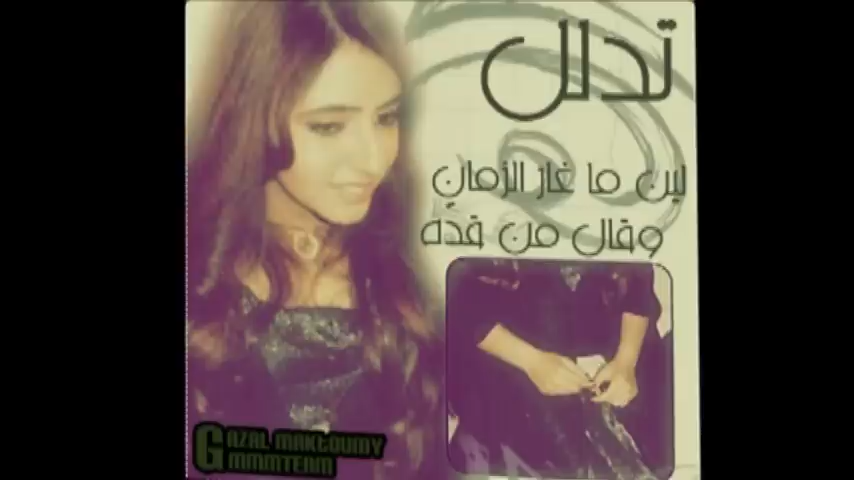 تدلل
لين ما غار الزمان
وقال من قده
GAZAL MAKTOUMY
MMMTEAM